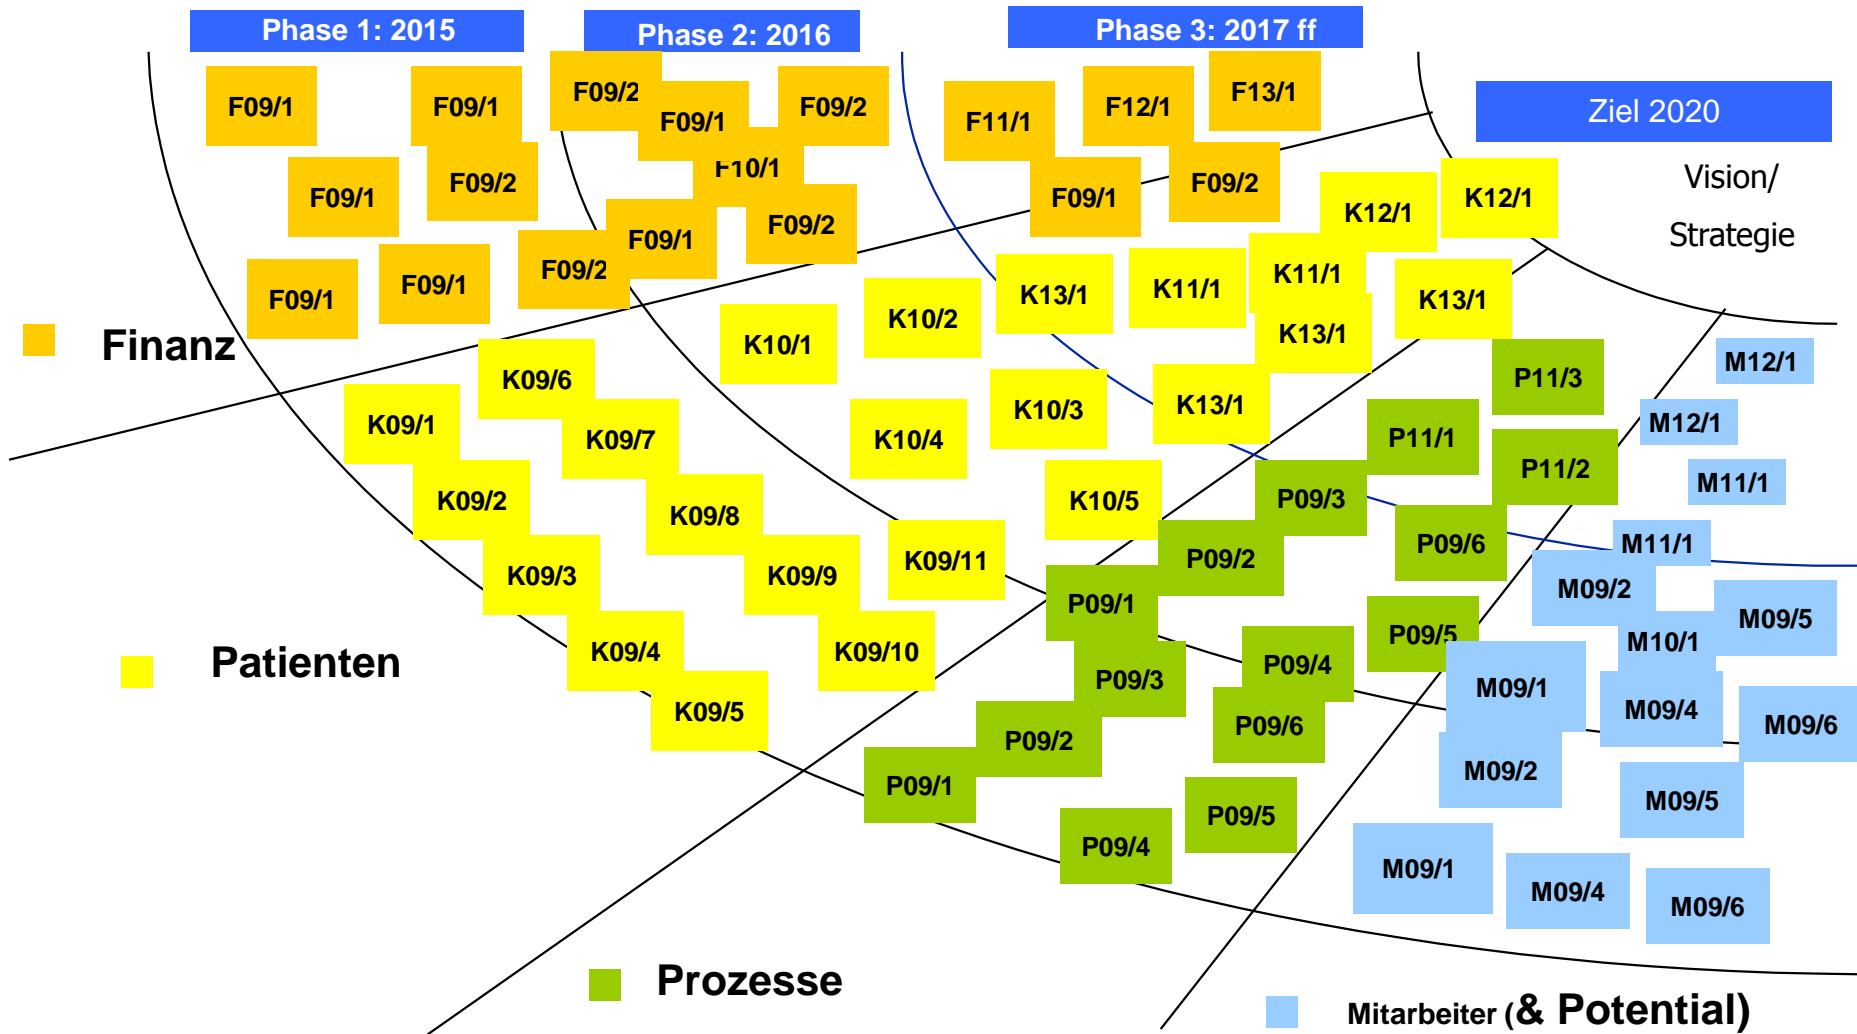 Phase 1: 2015
Phase 2: 2016
Phase 3: 2017 ff
Ziel 2020
Vision/
Strategie
F09/1
F09/1
F09/2
F09/1
F09/2
F11/1
F12/1
F13/1
F09/1
F09/2
F10/1
F09/1
F09/2
F09/1
F09/2
F09/1
F09/1
F09/2
F09/1
F09/2
Finanz
K12/1
K12/1
K13/1
K11/1
K11/1
K13/1
K13/1
K10/1
K10/2
K13/1
K10/3
K10/4
K10/5
K09/6
K09/1
K09/7
K09/2
K09/8
K09/3
K09/9
K09/11
K09/4
K09/10
K09/5
Patienten
P11/3
P11/1
P11/2
P09/3
P09/6
P09/2
P09/1
P09/5
P09/4
P09/3
P09/6
P09/2
P09/1
P09/5
P09/4
Prozesse
M12/1
M12/1
M11/1
M11/1
M09/2
M09/5
M10/1
M09/1
M09/4
M09/6
M09/2
M09/5
M09/1
M09/4
M09/6
Mitarbeiter (& Potential)